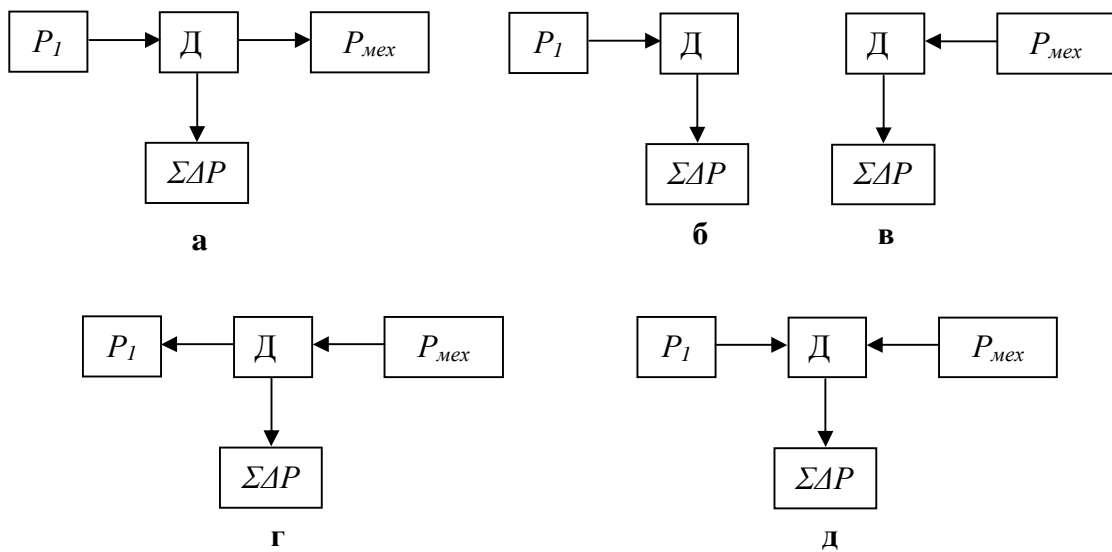 P₁ Д Pмех P₁ Д Д Pмех
ΣΔP ΣΔP ΣΔP
а б в
P₁ Д Pмех P₁ Д Pмех
ΣΔP ΣΔP
г д